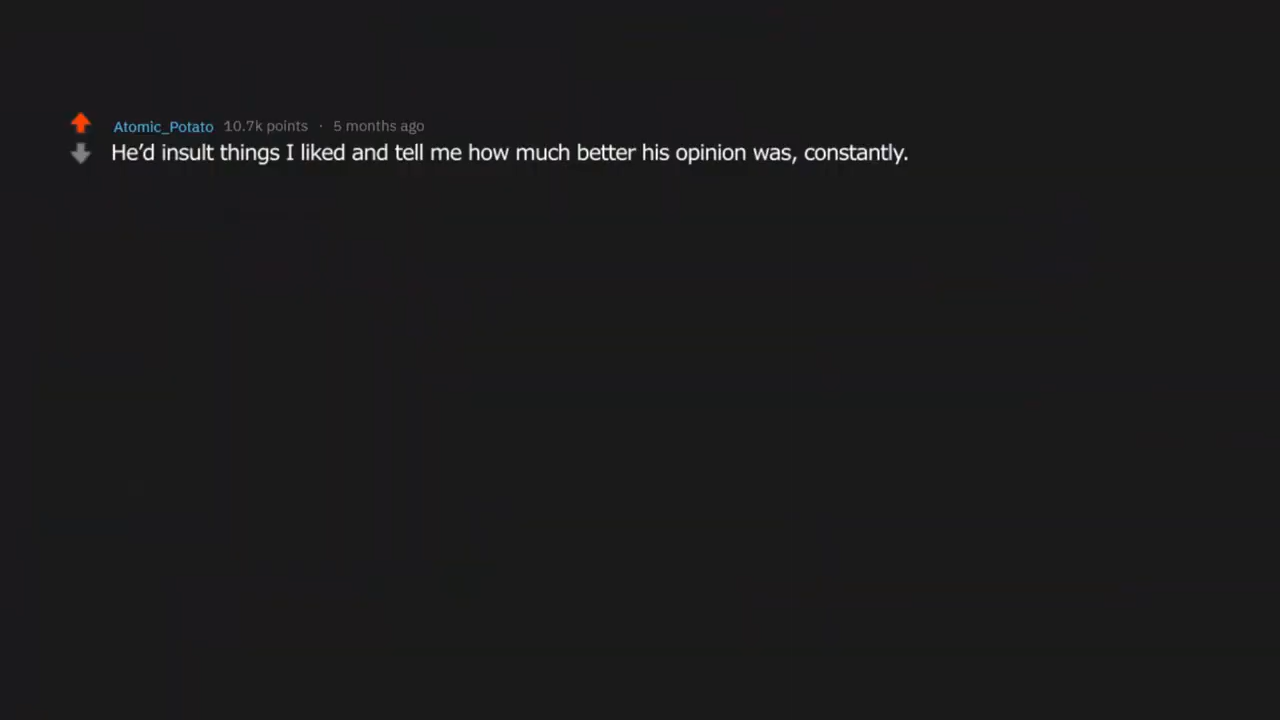 Atomic_Potato 10.7k points · 5 months ago
He’d insult things I liked and tell me how much better his opinion was, constantly.